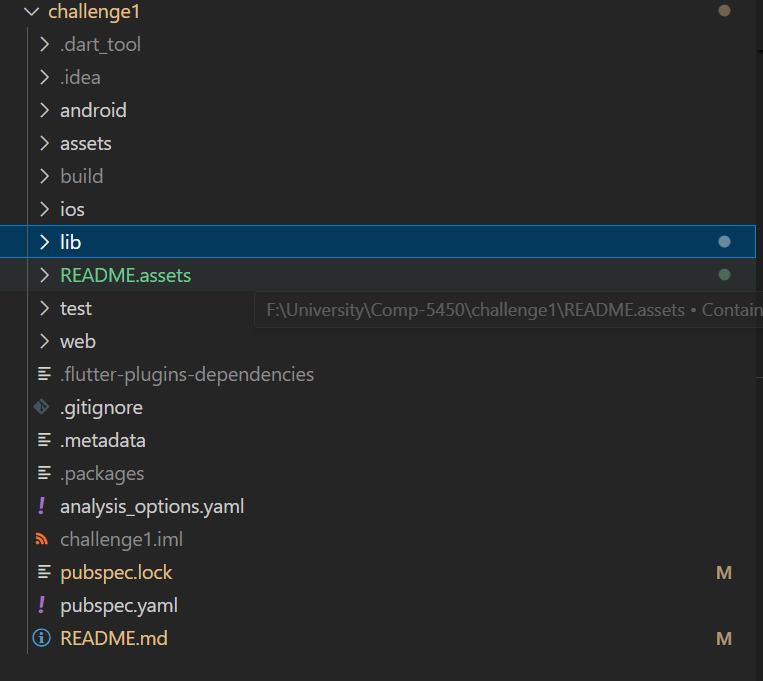 challenge1
.dart_tool
.idea
android
assets
build
ios
lib
README.assets
test
F:\University\Comp-5450\challenge1\README.assets • Contain
web
.flutter-plugins-dependencies
.gitignore
.metadata
.packages
analysis_options.yaml
challenge1.iml
pubspec.lock M
pubspec.yaml
README.md M